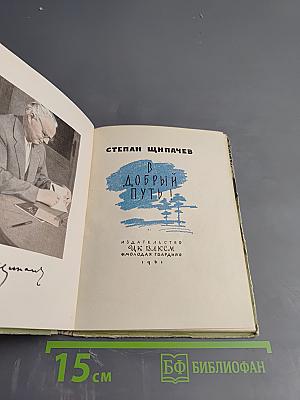 СТЕПАН ЩИПАЧЕВ
В
ДОБРЫЙ
ПУТЬ!
ИЗДАТЕЛЬСТВО
ЦК ВЛКСМ
«МОЛОДАЯ ГВАРДИЯ»
1961
15 СМ
БФ БИБЛИОФАН